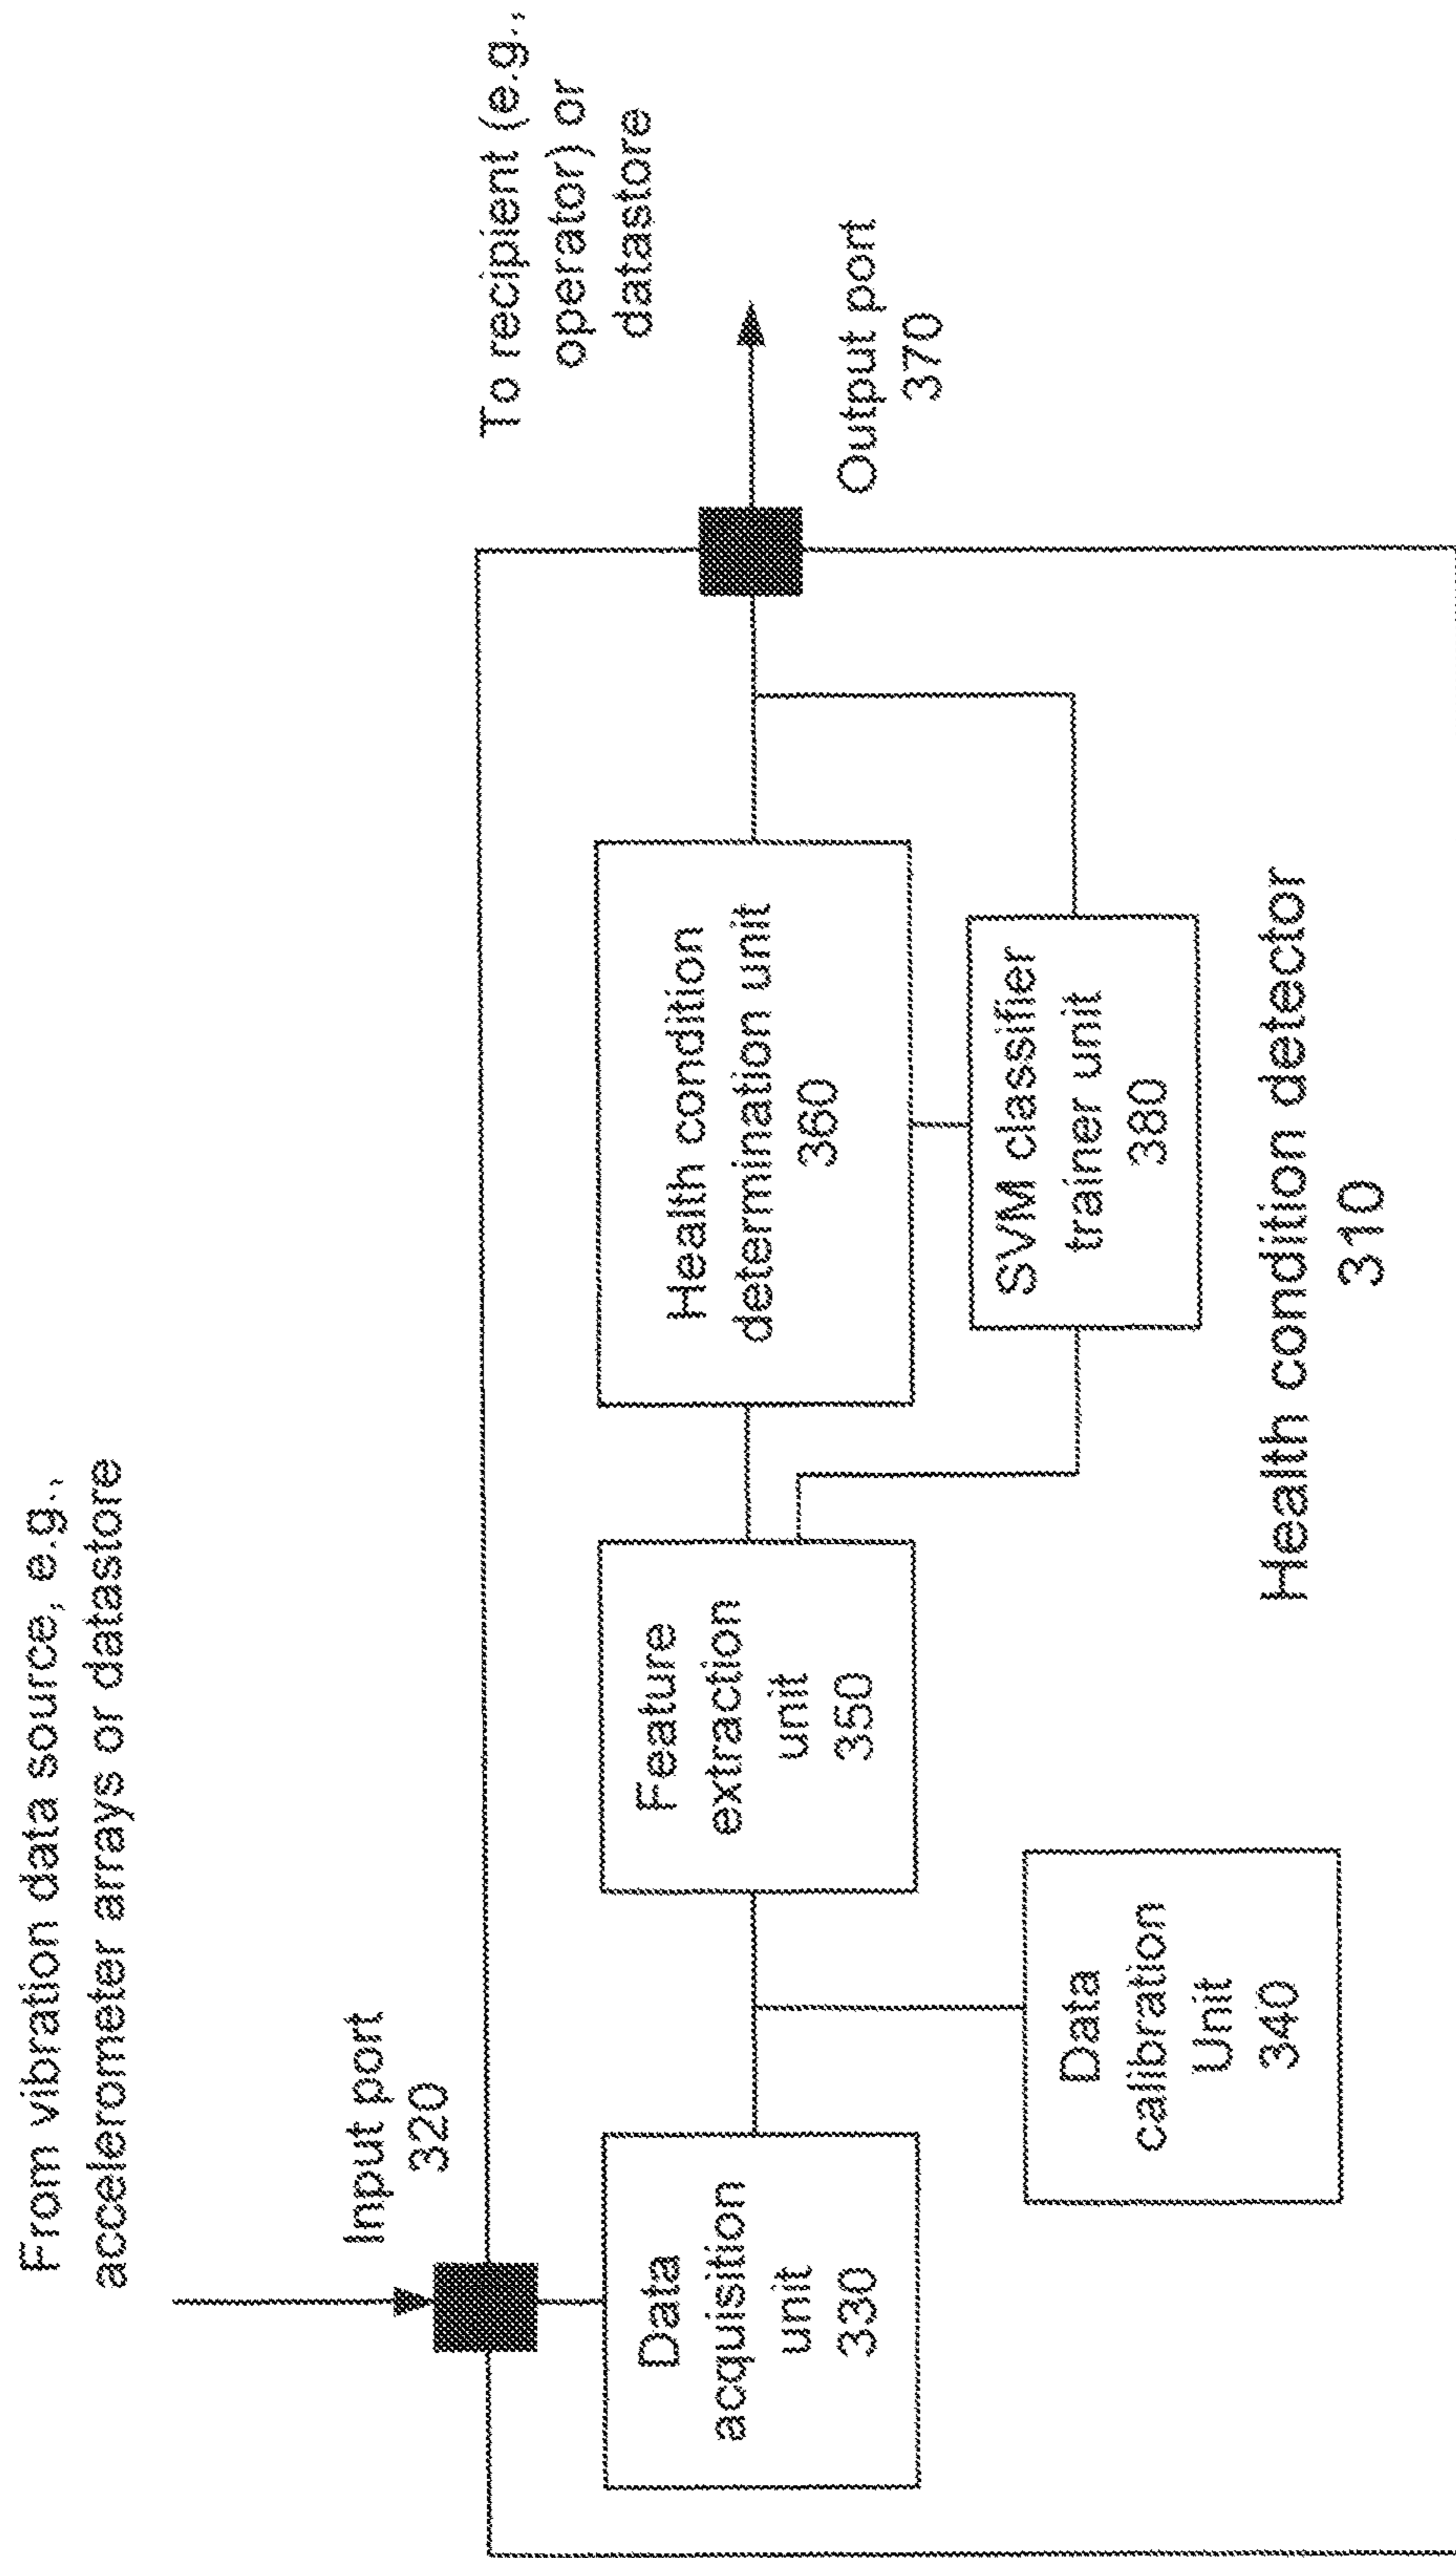 From vibration data source, e.g.,
accelerometer arrays or datastore
Input port
320
To recipient (e.g.,
operator) or
datastore
Output port
370
Data
acquisition
unit
330
Data
calibration
Unit
340
Feature
extraction
unit
350
Health condition
determination unit
360
SVM classifier
trainer unit
380
Health condition detector
310